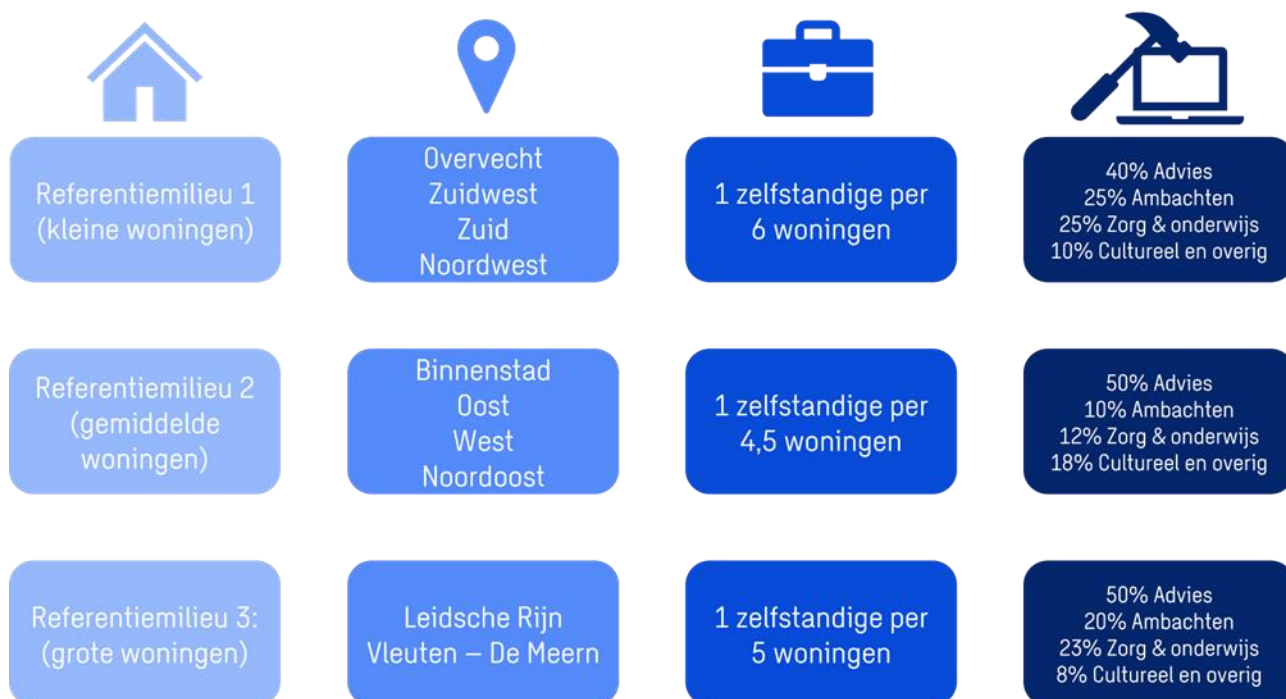 Referentiemilieu 1
(kleine woningen)
Overvecht
Zuidwest
Zuid
Noordwest
1 zelfstandige per
6 woningen
40% Advies
25% Ambachten
25% Zorg & onderwijs
10% Cultureel en overig
Referentiemilieu 2
(gemiddelde
woningen)
Binnenstad
Oost
West
Noordoost
1 zelfstandige per
4,5 woningen
50% Advies
10% Ambachten
12% Zorg & onderwijs
18% Cultureel en overig
Referentiemilieu 3:
(grote woningen)
Leidsche Rijn
Vleuten – De Meern
1 zelfstandige per
5 woningen
50% Advies
20% Ambachten
23% Zorg & onderwijs
8% Cultureel en overig